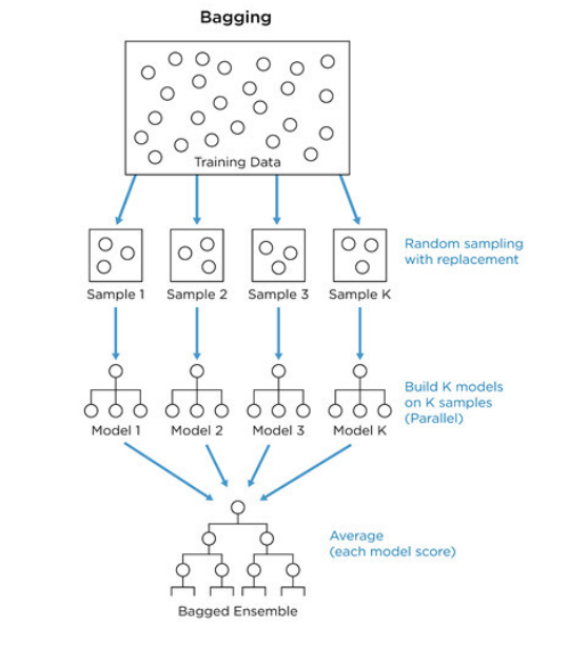 Bagging
Training Data
Random sampling
with replacement
Sample 1
Sample 2
Sample 3
Sample K
Build K models
on K samples
(Parallel)
Model 1
Model 2
Model 3
Model K
Average
(each model score)
Bagged Ensemble